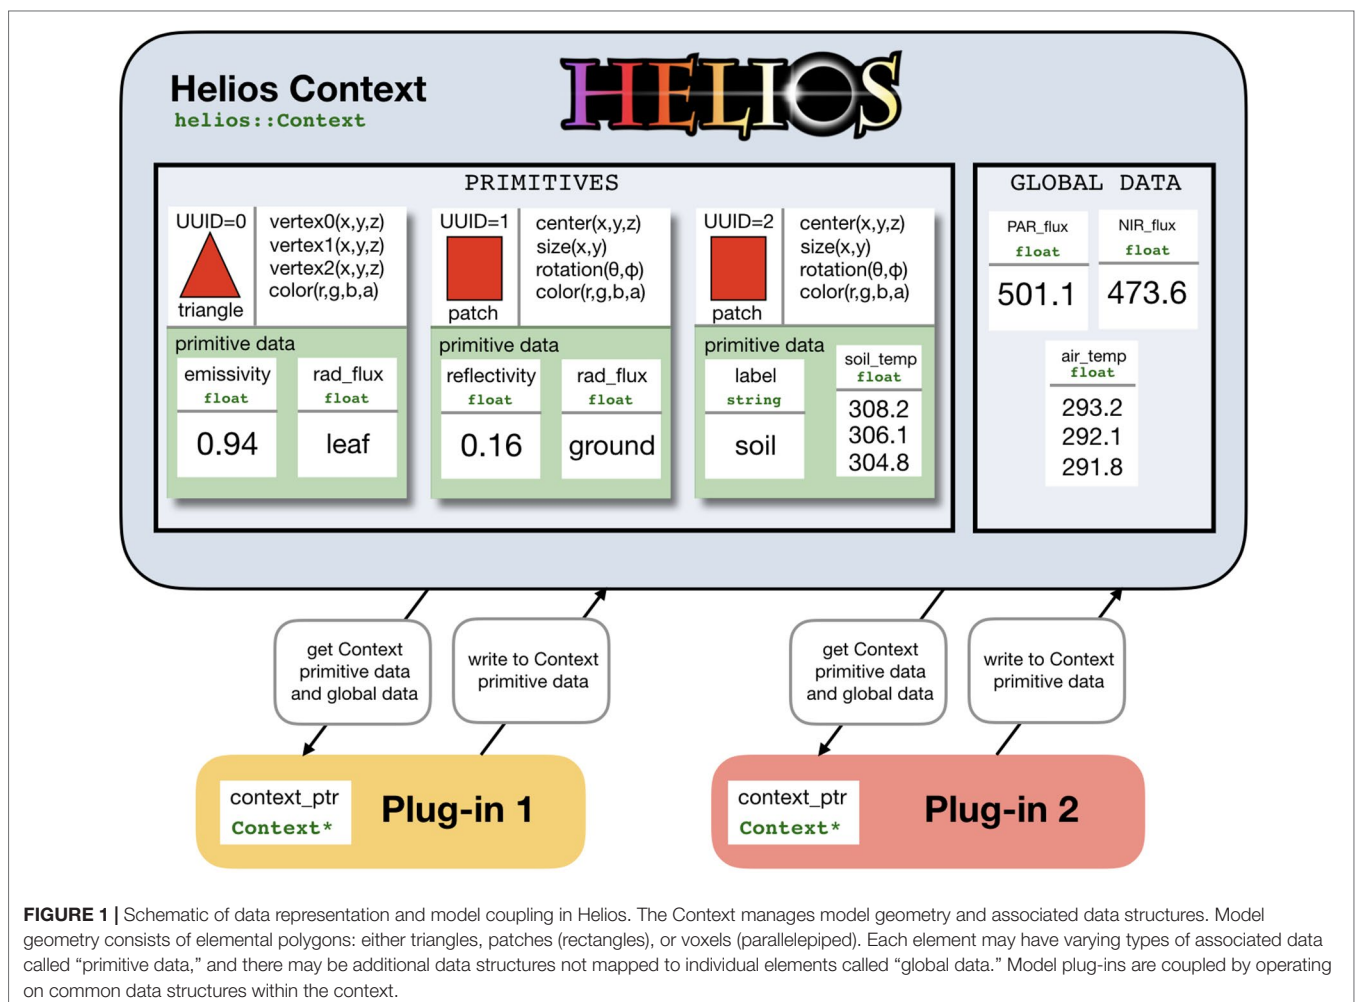 Helios Context
helios::Context
HELIOS
PRIMITIVES
UUID=0
triangle
vertex0(x,y,z)
vertex1(x,y,z)
vertex2(x,y,z)
color(r,g,b,a)
primitive data
emissivity
float
0.94
rad_flux
float
leaf
UUID=1
patch
center(x,y,z)
size(x,y)
rotation(θ,ϕ)
color(r,g,b,a)
primitive data
reflectivity
float
0.16
rad_flux
float
ground
UUID=2
patch
center(x,y,z)
size(x,y)
rotation(θ,ϕ)
color(r,g,b,a)
primitive data
label
string
soil
soil_temp
float
308.2
306.1
304.8
GLOBAL DATA
PAR_flux
float
501.1
NIR_flux
float
473.6
air_temp
float
293.2
292.1
291.8
get Context
primitive data
and global data
write to Context
primitive data
get Context
primitive data
and global data
write to Context
primitive data
context_ptr
Context*
Plug-in 1
context_ptr
Context*
Plug-in 2
FIGURE 1 | Schematic of data representation and model coupling in Helios. The Context manages model geometry and associated data structures. Model
geometry consists of elemental polygons: either triangles, patches (rectangles), or voxels (parallelepiped). Each element may have varying types of associated data
called “primitive data,” and there may be additional data structures not mapped to individual elements called “global data.” Model plug-ins are coupled by operating
on common data structures within the context.